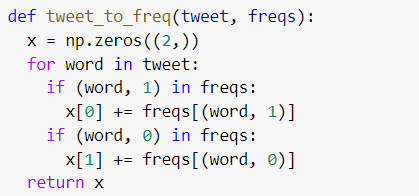 def tweet_to_freq(tweet, freqs):
  x = np.zeros((2,))
  for word in tweet:
    if (word, 1) in freqs:
      x[0] += freqs[(word, 1)]
    if (word, 0) in freqs:
      x[1] += freqs[(word, 0)]
  return x